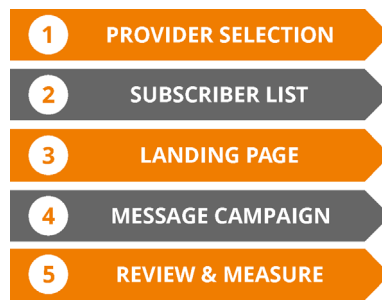 1 PROVIDER SELECTION
2 SUBSCRIBER LIST
3 LANDING PAGE
4 MESSAGE CAMPAIGN
5 REVIEW & MEASURE